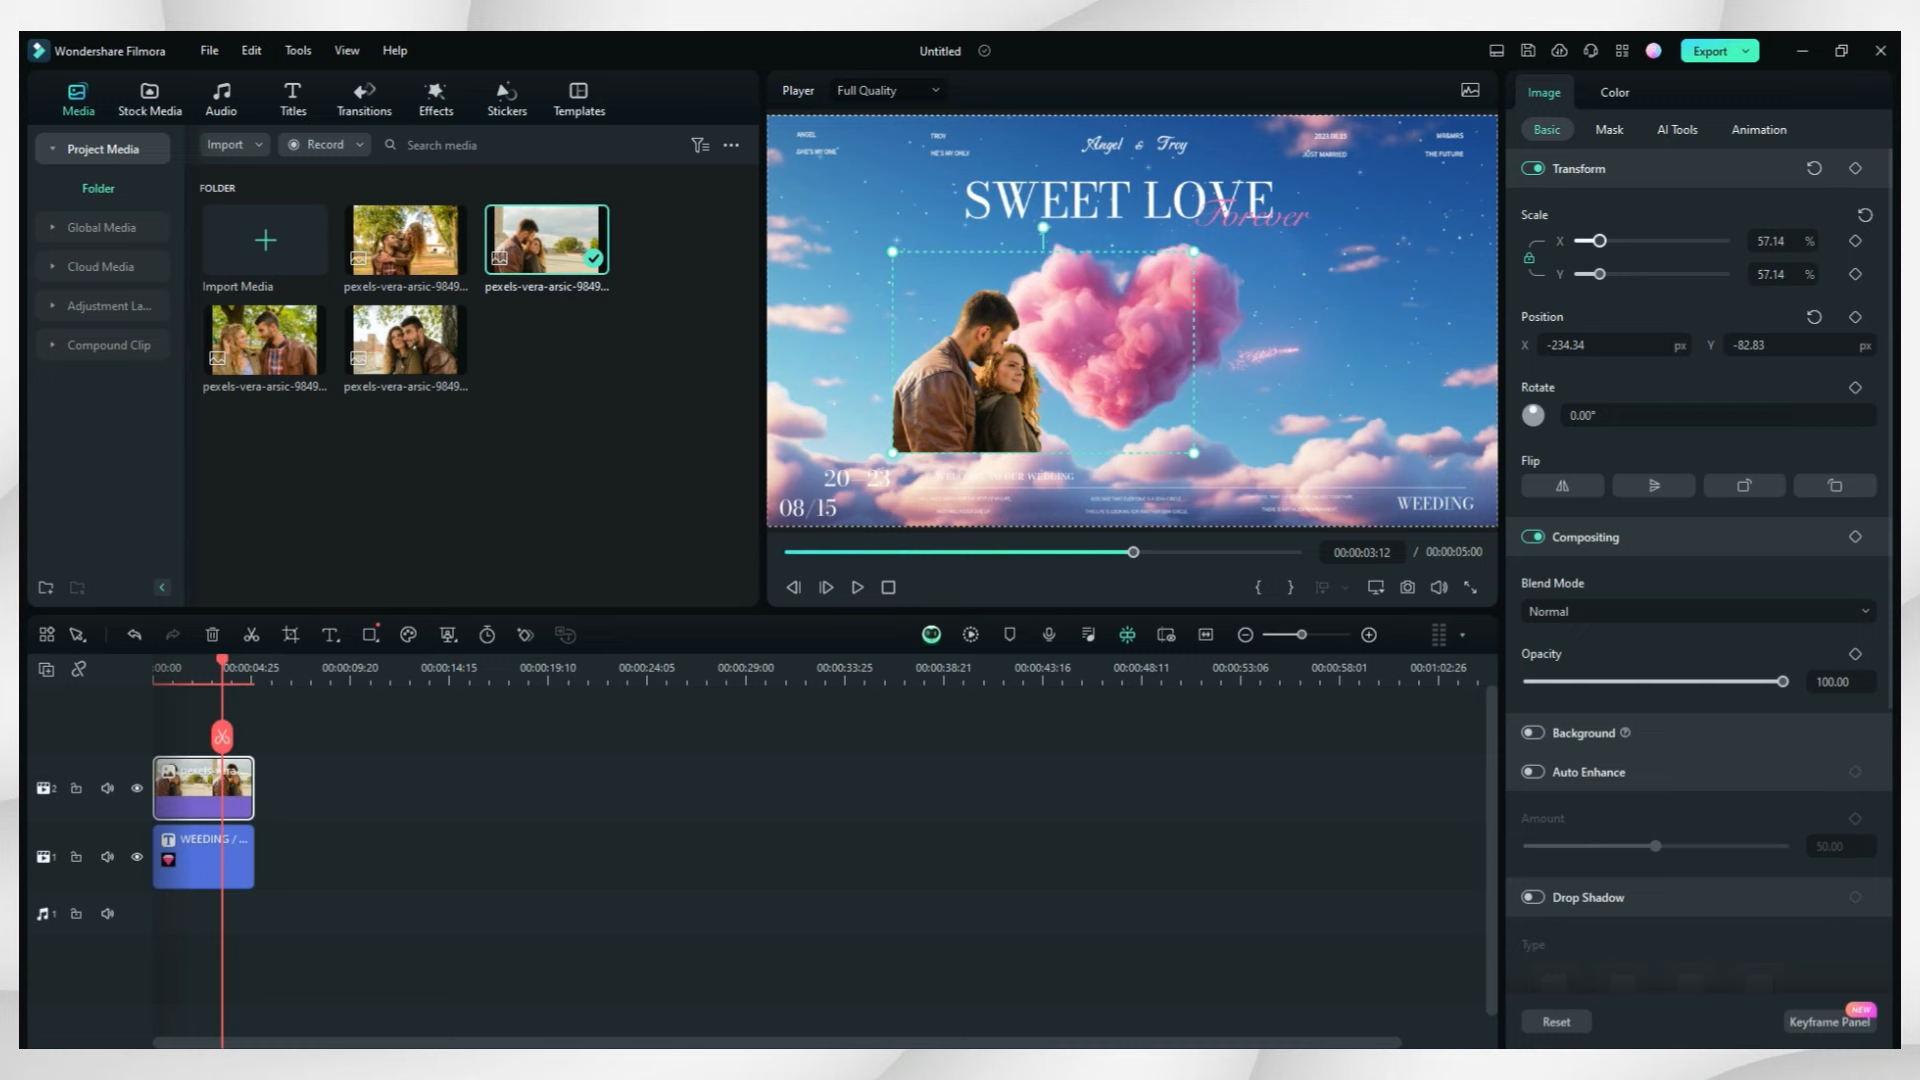 Wondershare Filmora File Edit Tools View Help
Untitled
Export
Media Stock Media Audio Titles Transitions Effects Stickers Templates
Project Media
Folder
Global Media
Cloud Media
Adjustment La...
Compound Clip
Import Record Search media
FOLDER
Import Media
pexels-vera-arsic-9849...
pexels-vera-arsic-9849...
pexels-vera-arsic-9849...
pexels-vera-arsic-9849...
Player Full Quality
ANGEL
SHE'S MY ONE
TROY
HE'S MY ONLY
Angel & Troy
2023.08.15
JUST MARRIED
MR&MRS
THE FUTURE
SWEET LOVE
Forever
20 23
08/15
WELCOME TO OUR WEDDING
WEEDING
00:00:03:12 / 00:00:05:00
{ }
Image Color
Basic Mask AI Tools Animation
Transform
Scale
X 57.14 %
Y 57.14 %
Position
X -234.34 px Y -82.83 px
Rotate
0.00°
Flip
Compositing
Blend Mode
Normal
Opacity
100.00
Background
Auto Enhance
Amount
50.00
Drop Shadow
Type
Reset
NEW
Keyframe Panel
:00:00 00:00:04:25 00:00:09:20 00:00:14:15 00:00:19:10 00:00:24:05 00:00:29:00 00:00:33:25 00:00:38:21 00:00:43:16 00:00:48:11 00:00:53:06 00:00:58:01 00:01:02:26
2
pexels-vera...
1
WEEDING / ...
1